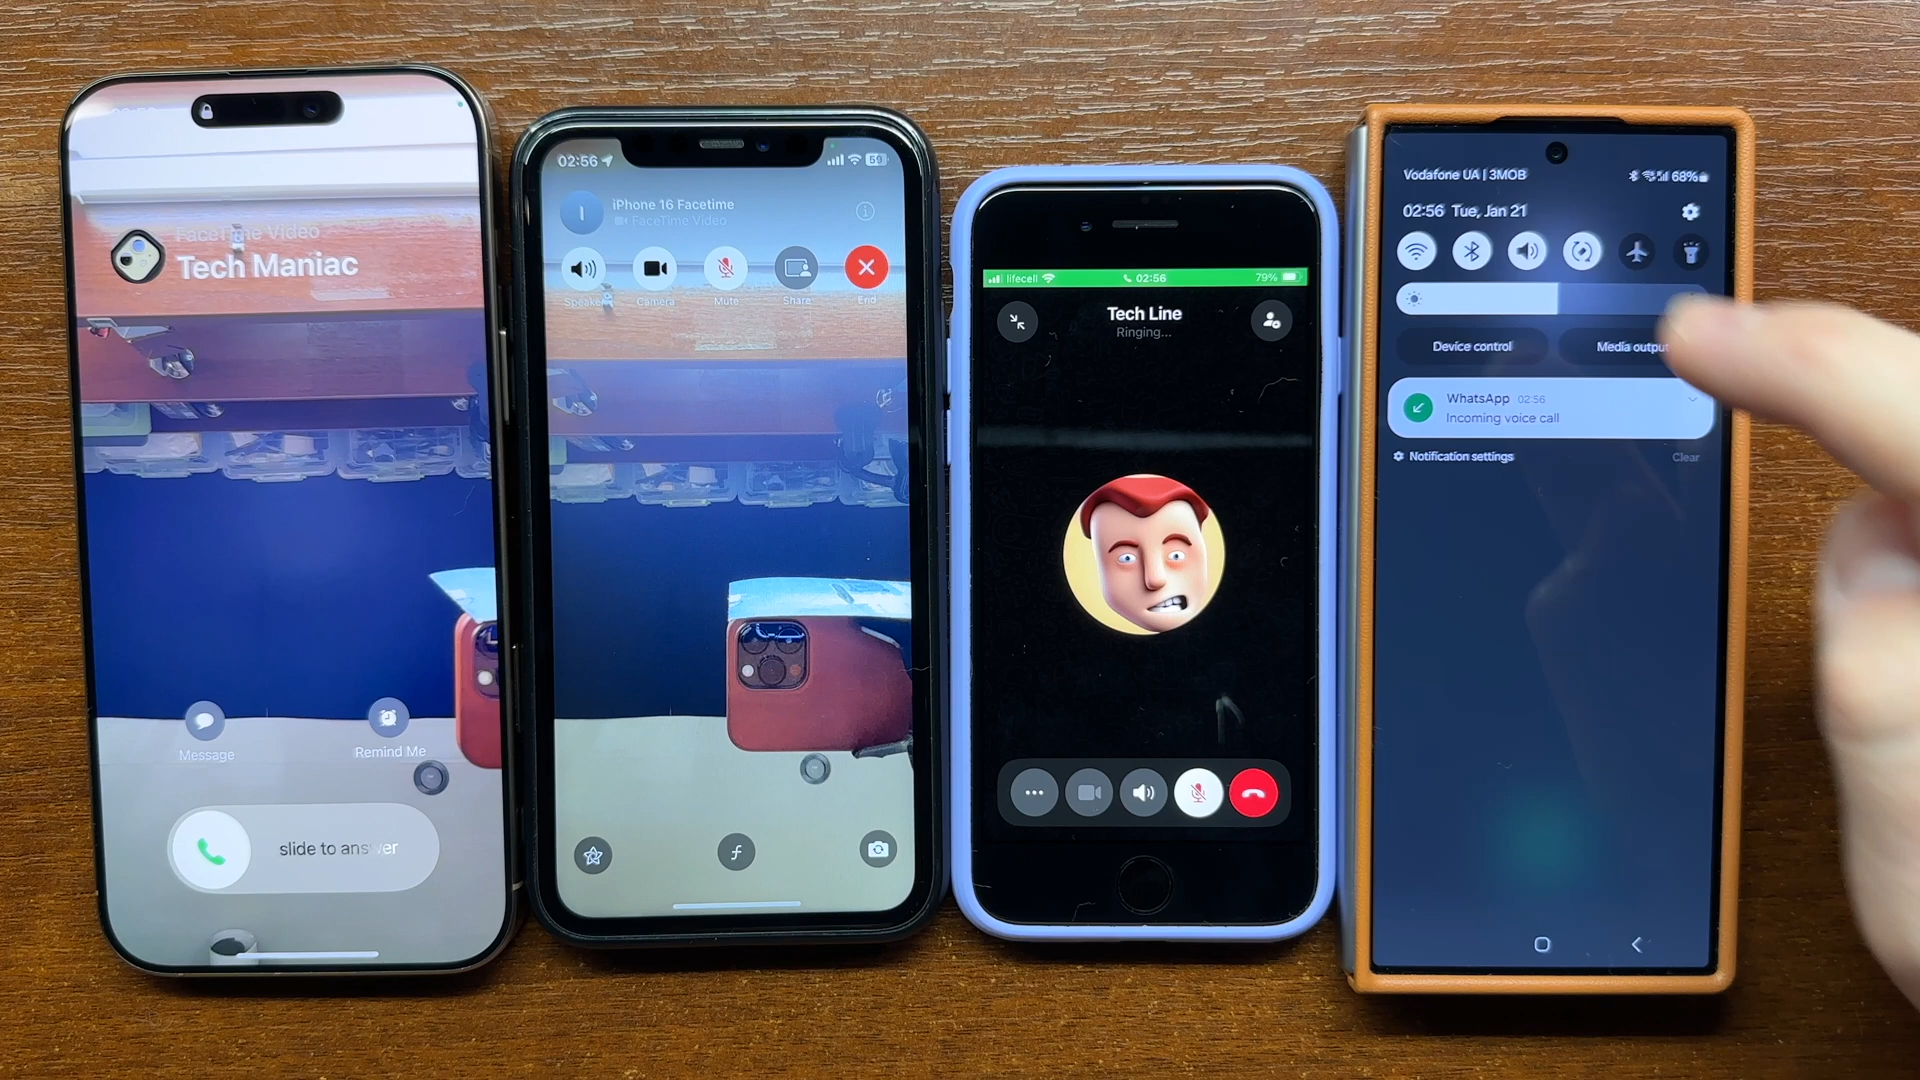 FaceTime Video
Tech Maniac
Message
Remind Me
slide to answer
02:56
59
I
iPhone 16 Facetime
FaceTime Video
Speaker
Camera
Mute
Share
End
lifecell
02:56
79%
Tech Line
Ringing...
Vodafone UA | 3MOB
68%
02:56 Tue, Jan 21
Device control
Media output
WhatsApp 02:56
Incoming voice call
Notification settings
Clear